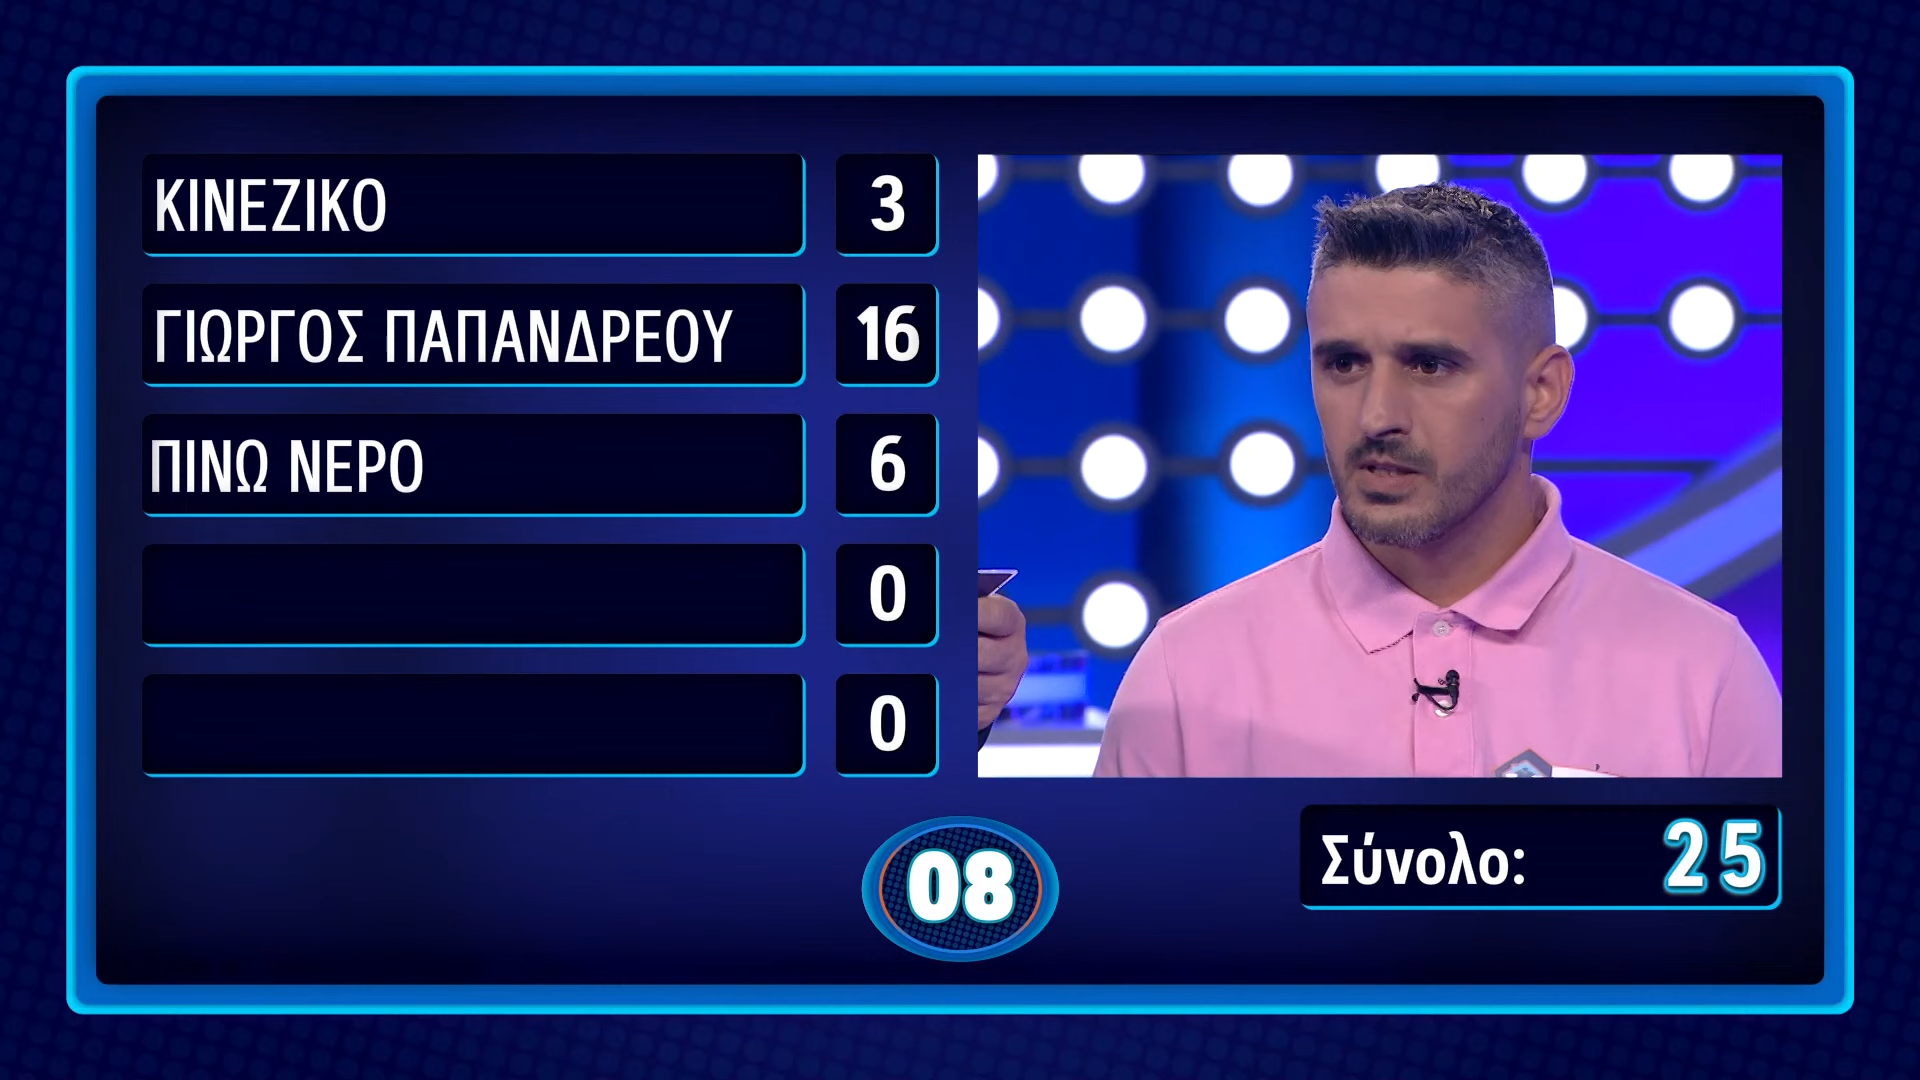 ΚΙΝΕΖΙΚΟ 3
ΓΙΩΡΓΟΣ ΠΑΠΑΝΔΡΕΟΥ 16
ΠΙΝΩ ΝΕΡΟ 6
0
0
08
Σύνολο: 25